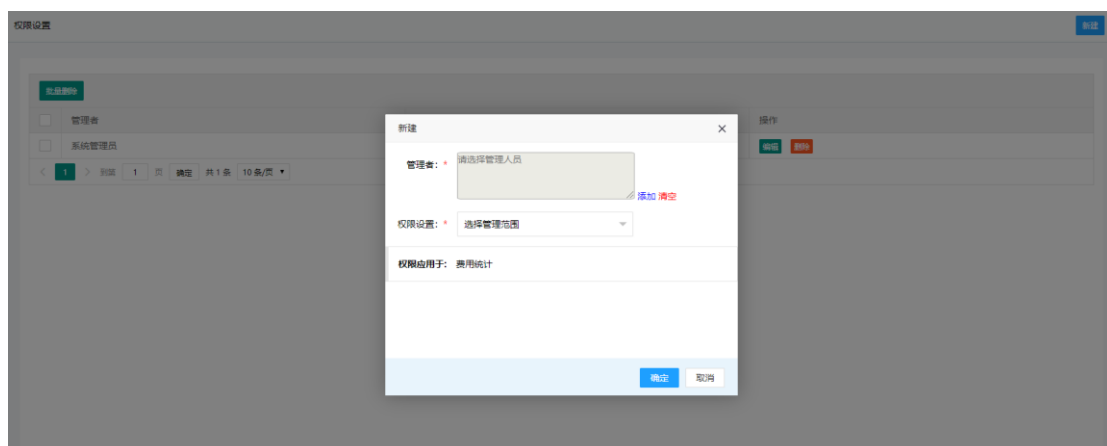 权限设置
新建
批量删除
管理者
操作
系统管理员
编辑 删除
1 到第 1 页 确定 共1条 10条/页
新建
管理者：* 请选择管理人员
添加 清空
权限设置：* 选择管理范围
权限应用于： 费用统计
确定 取消